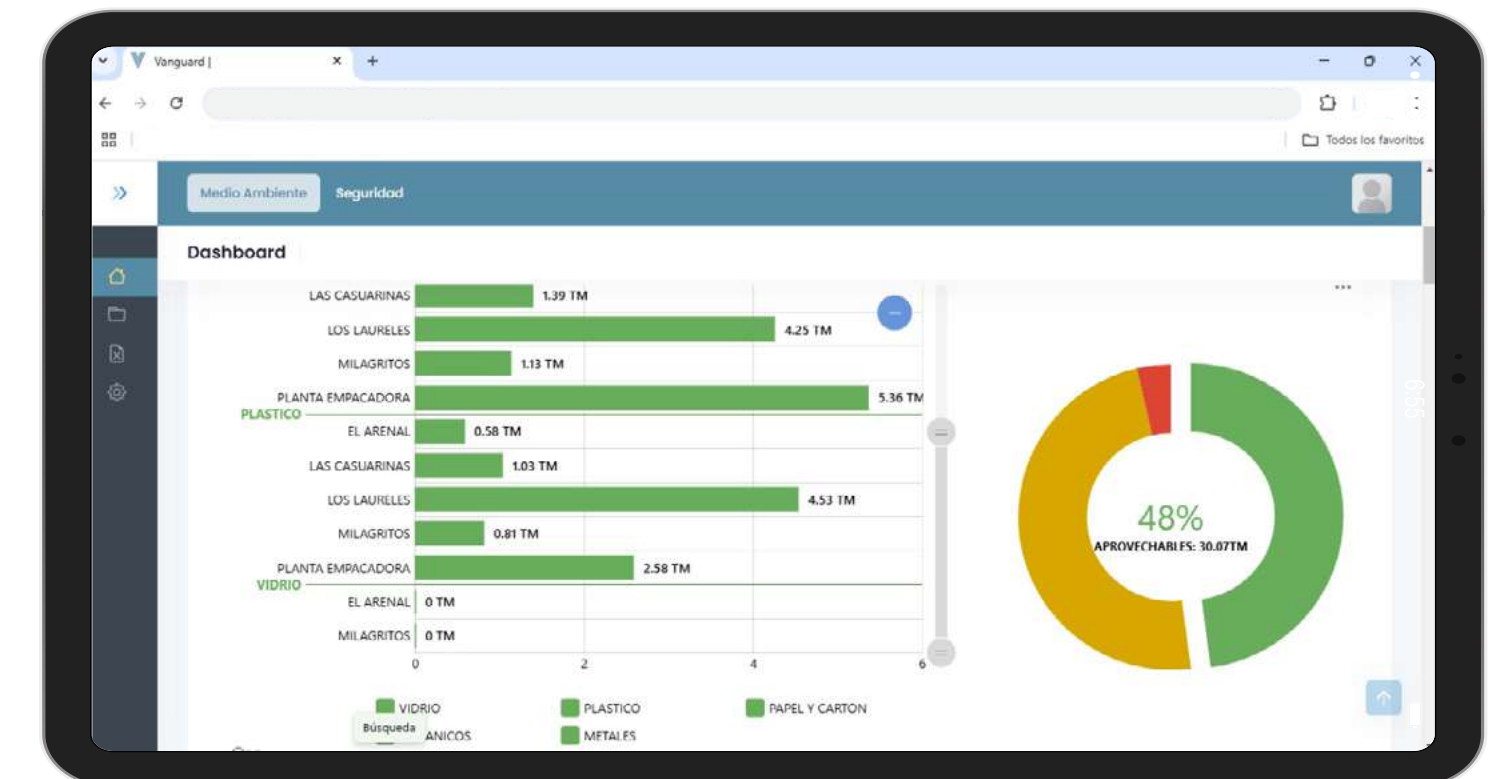 Vanguard |
Todos los favoritos
Medio Ambiente Seguridad
Dashboard
LAS CASUARINAS 1.39 TM
LOS LAURELES 4.25 TM
MILAGRITOS 1.13 TM
PLANTA EMPACADORA 5.36 TM
PLASTICO
EL ARENAL 0.58 TM
LAS CASUARINAS 1.03 TM
LOS LAURELES 4.53 TM
MILAGRITOS 0.81 TM
PLANTA EMPACADORA 2.58 TM
VIDRIO
EL ARENAL 0 TM
MILAGRITOS 0 TM
0 2 4 6
48%
APROVECHABLES: 30.07TM
VIDRIO PLASTICO PAPEL Y CARTON
Búsqueda
ANICOS METALES